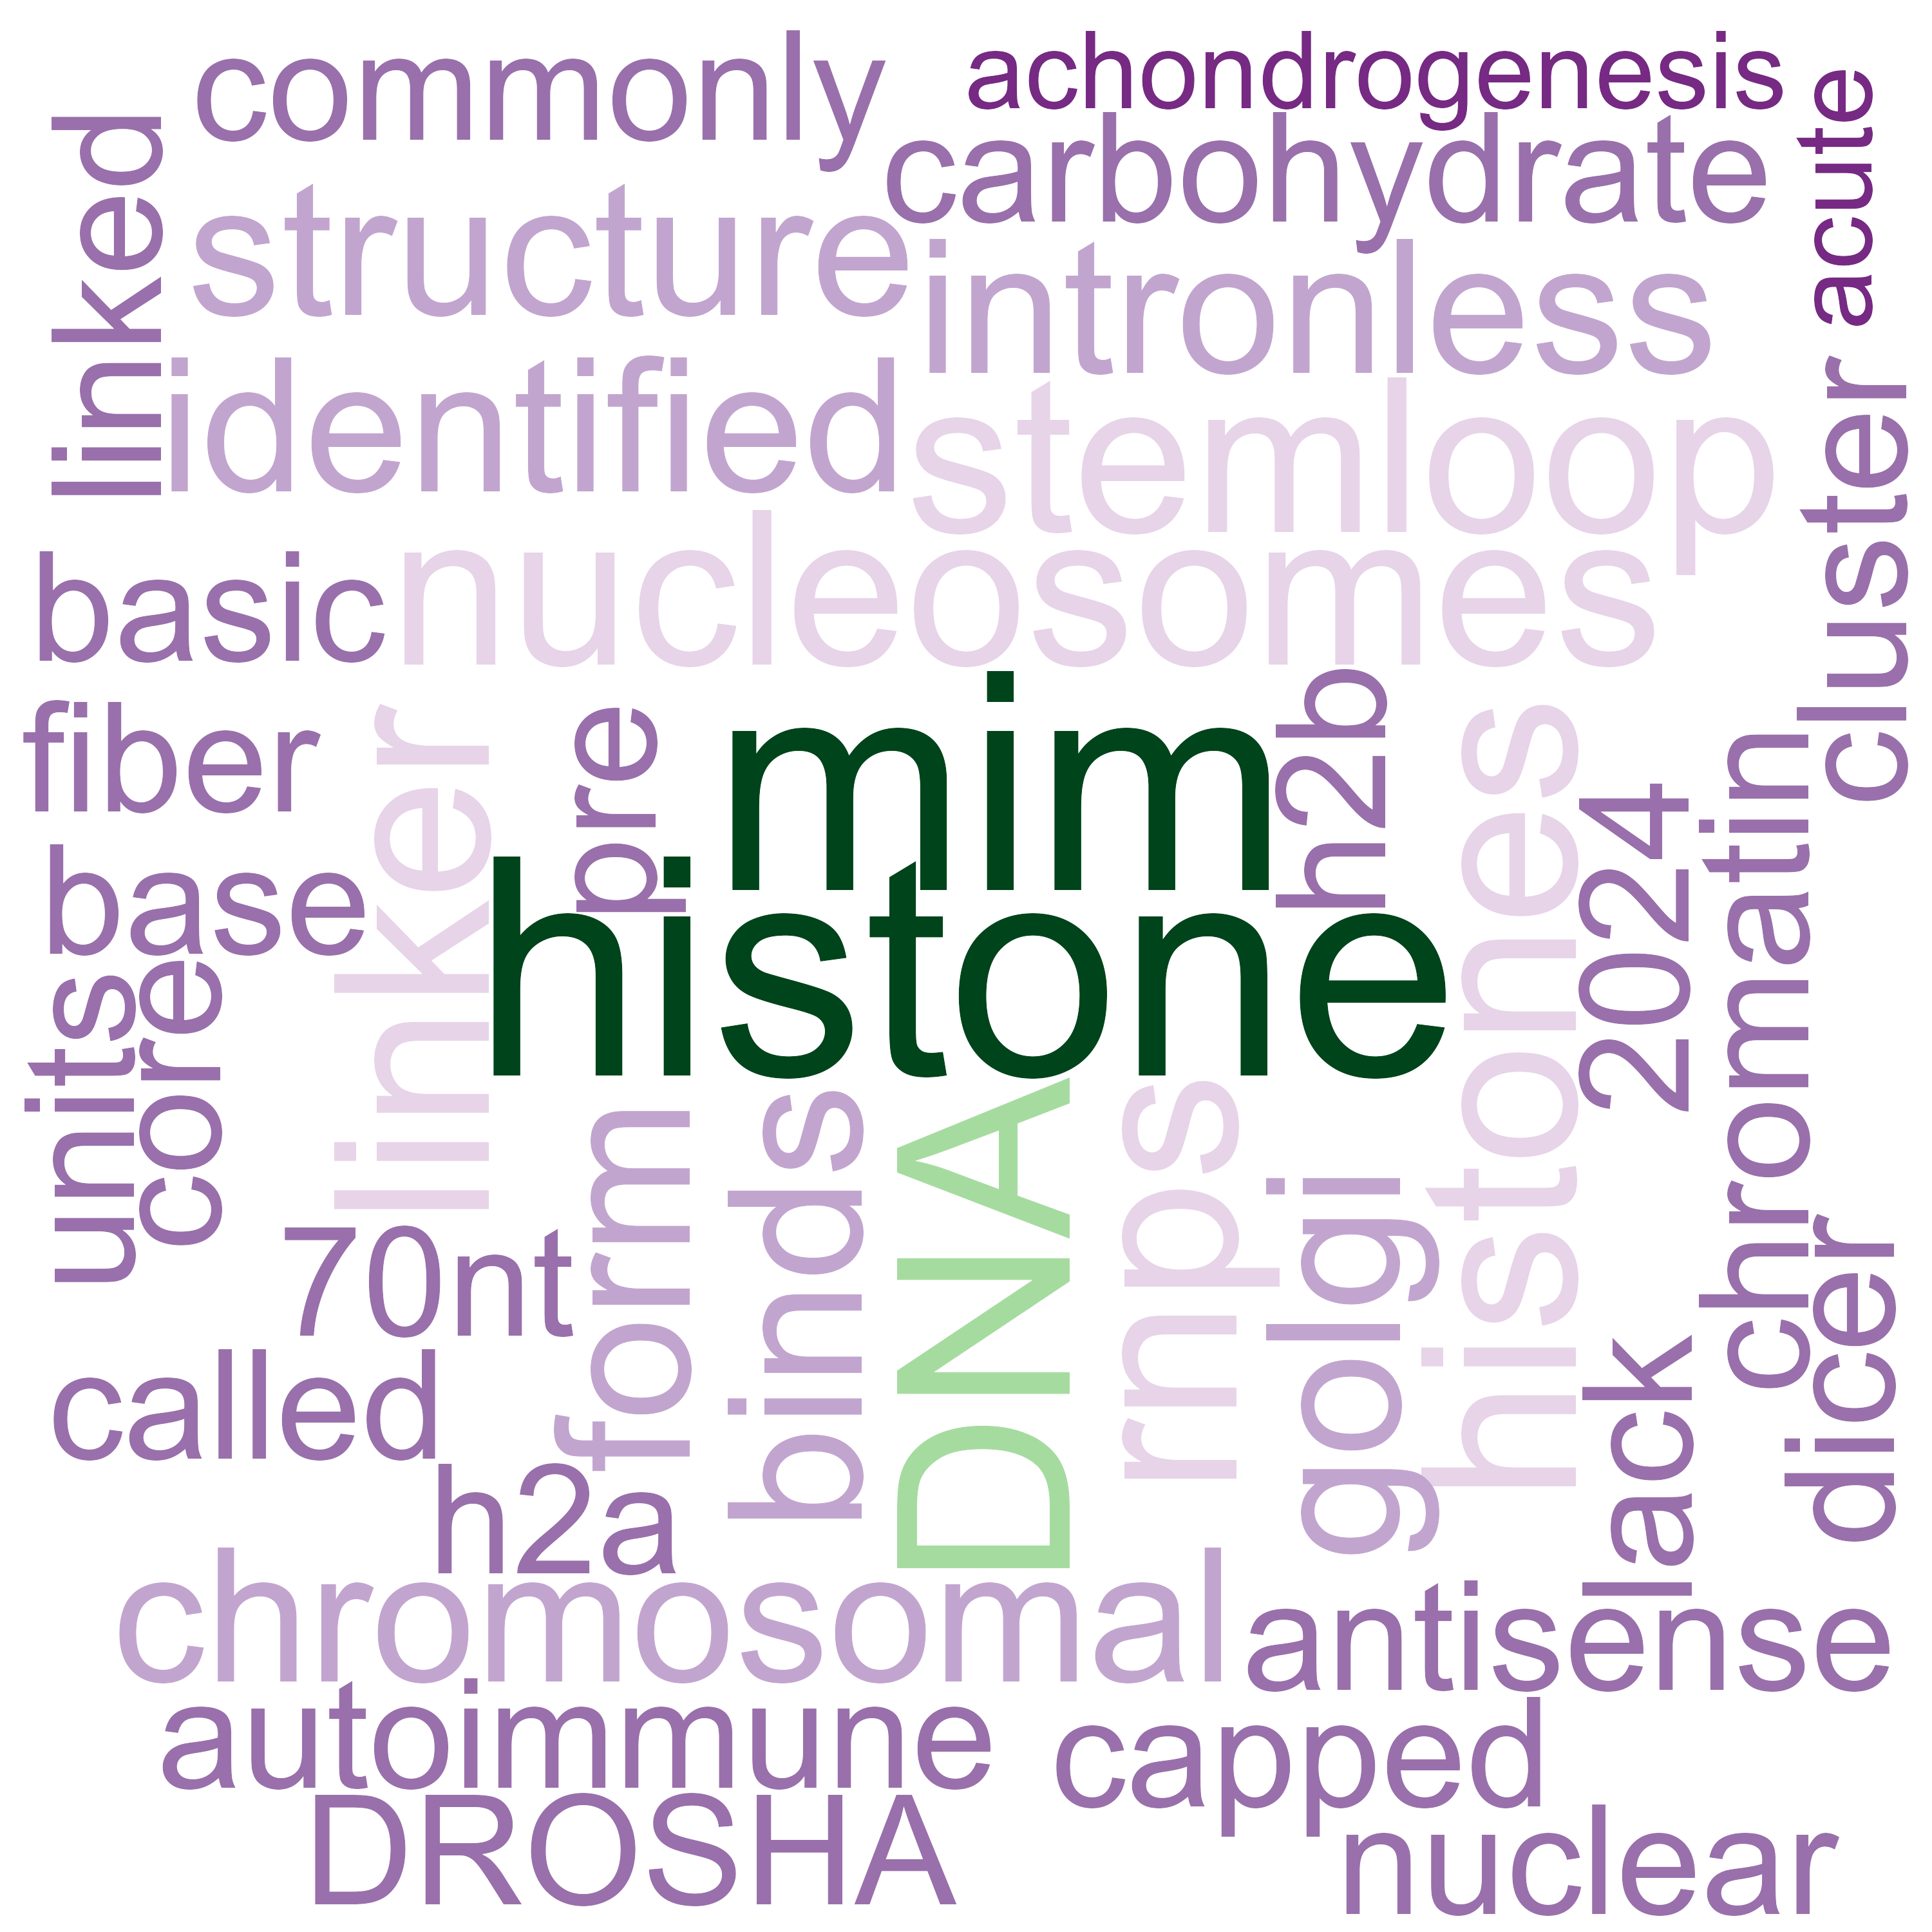 commonly
achondrogenesis
acute
linked
carbohydrate
structure
intronless
identified
stemloop
cluster
basic
nucleosomes
fiber
linker
pre
mim
h2b
histones
2024
chromatin
base
histone
units
core
form
binds
DNA
rnps
golgi
dicer
70nt
lack
called
h2a
chromosomal
antisense
autoimmune
capped
DROSHA
nuclear